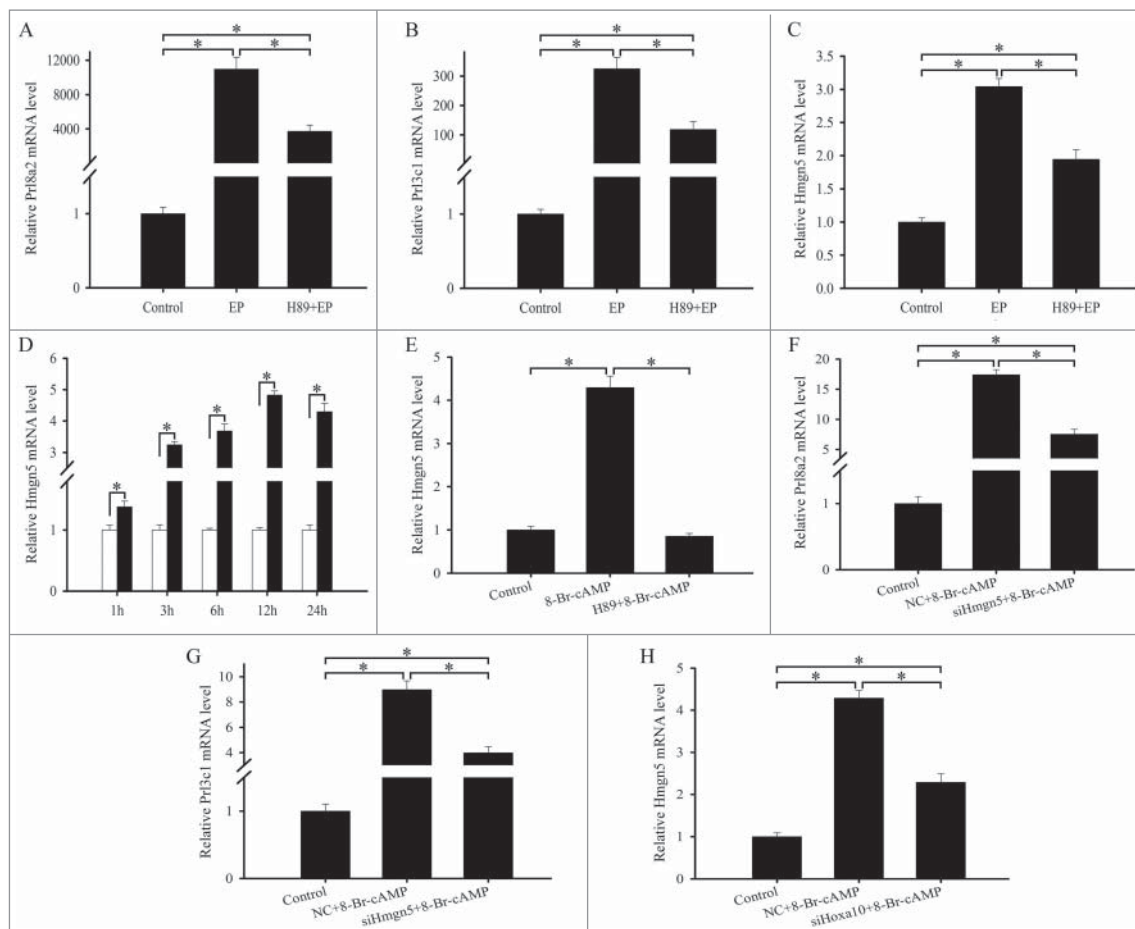 A
Relative Prl8a2 mRNA level
12000
10000
8000
4000
1
0
*
* *
Control EP H89+EP
B
Relative Prl3c1 mRNA level
300
200
100
1
0
*
* *
Control EP H89+EP
C
Relative Hmgn5 mRNA level
3.5
3.0
2.5
2.0
1.5
1.0
0.5
0.0
*
* *
Control EP H89+EP
D
Relative Hmgn5 mRNA level
6
5
4
3
1
0
* * * * *
1h 3h 6h 12h 24h
E
Relative Hmgn5 mRNA level
5
4
3
2
1
0
* *
Control
8-Br-cAMP
H89+8-Br-cAMP
F
Relative Prl8a2 mRNA level
20
15
10
5
1
0
*
* *
Control
NC+8-Br-cAMP
siHmgn5+8-Br-cAMP
G
Relative Prl3c1 mRNA level
10
8
6
4
1
0
*
* *
Control
NC+8-Br-cAMP
siHmgn5+8-Br-cAMP
H
Relative Hmgn5 mRNA level
5
4
3
2
1
0
*
* *
Control
NC+8-Br-cAMP
siHoxa10+8-Br-cAMP